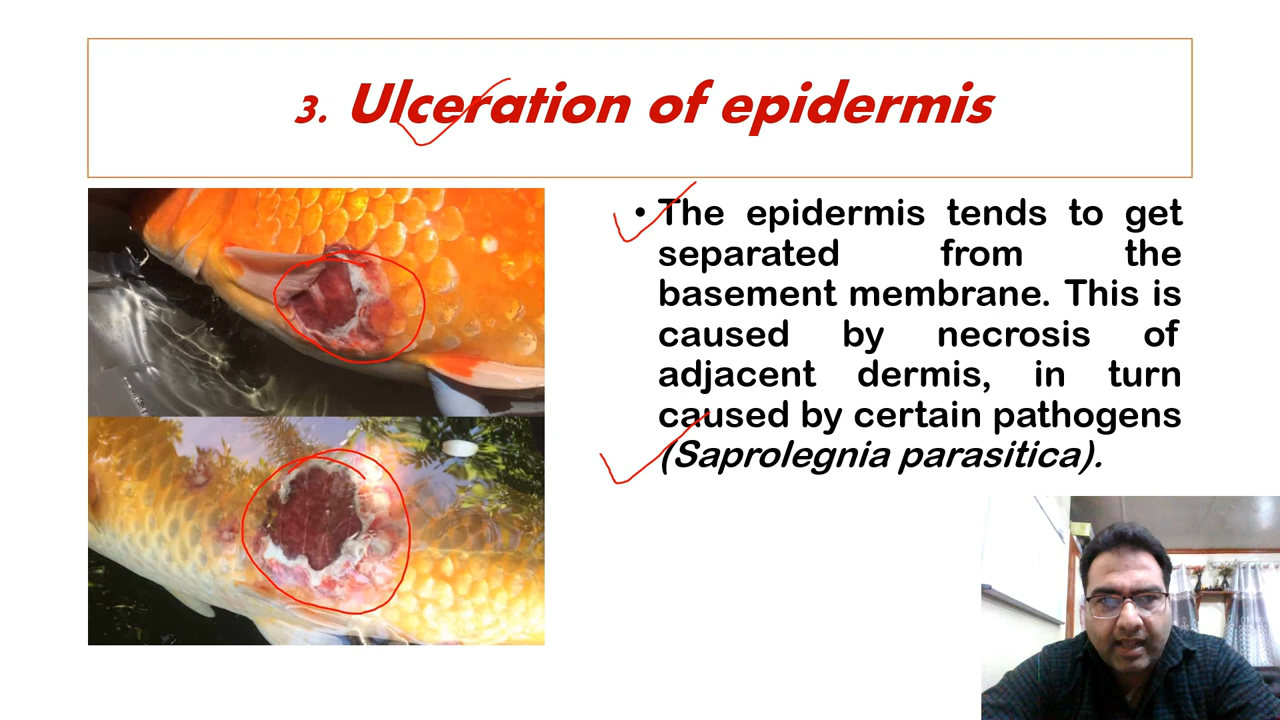 3. Ulceration of epidermis
• The epidermis tends to get
separated from the
basement membrane. This is
caused by necrosis of
adjacent dermis, in turn
caused by certain pathogens
(Saprolegnia parasitica).